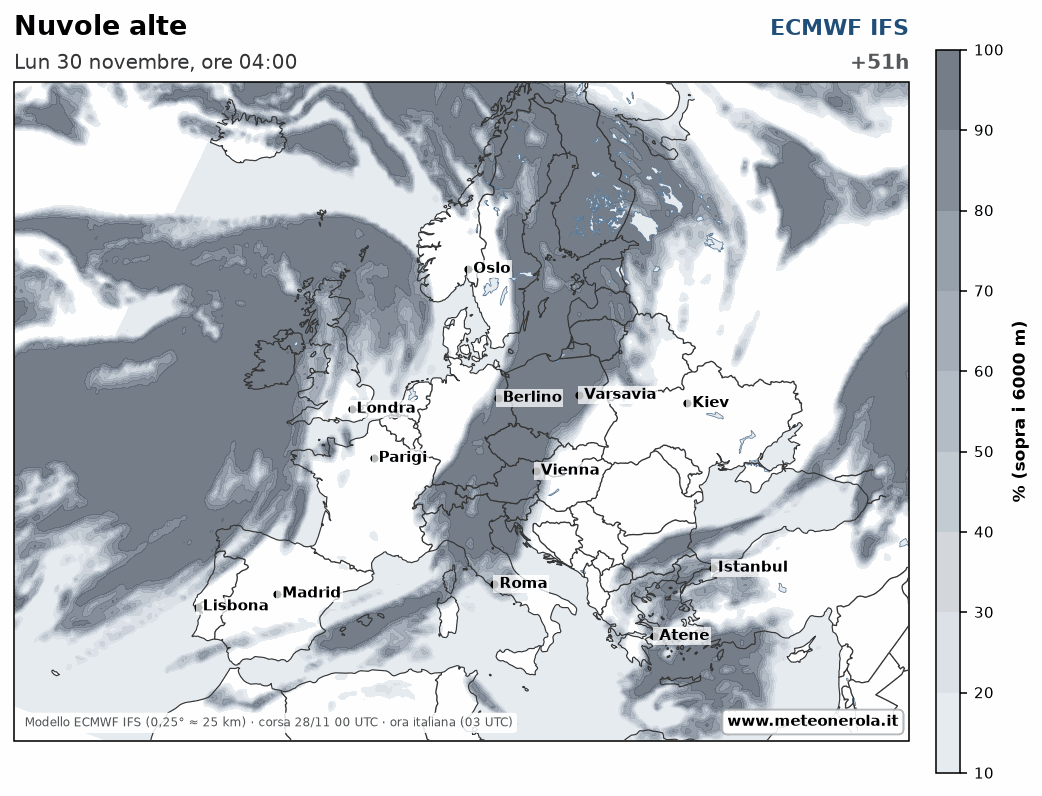 Nuvole alte
ECMWF IFS
Lun 30 novembre, ore 04:00
+51h
100
90
80
70
60
50
40
30
20
10
% (sopra i 6000 m)
Oslo
Berlino
Varsavia
Kiev
Londra
Parigi
Vienna
Istanbul
Roma
Madrid
Lisbona
Atene
Modello ECMWF IFS (0,25° ≈ 25 km) · corsa 28/11 00 UTC · ora italiana (03 UTC)
www.meteonerola.it